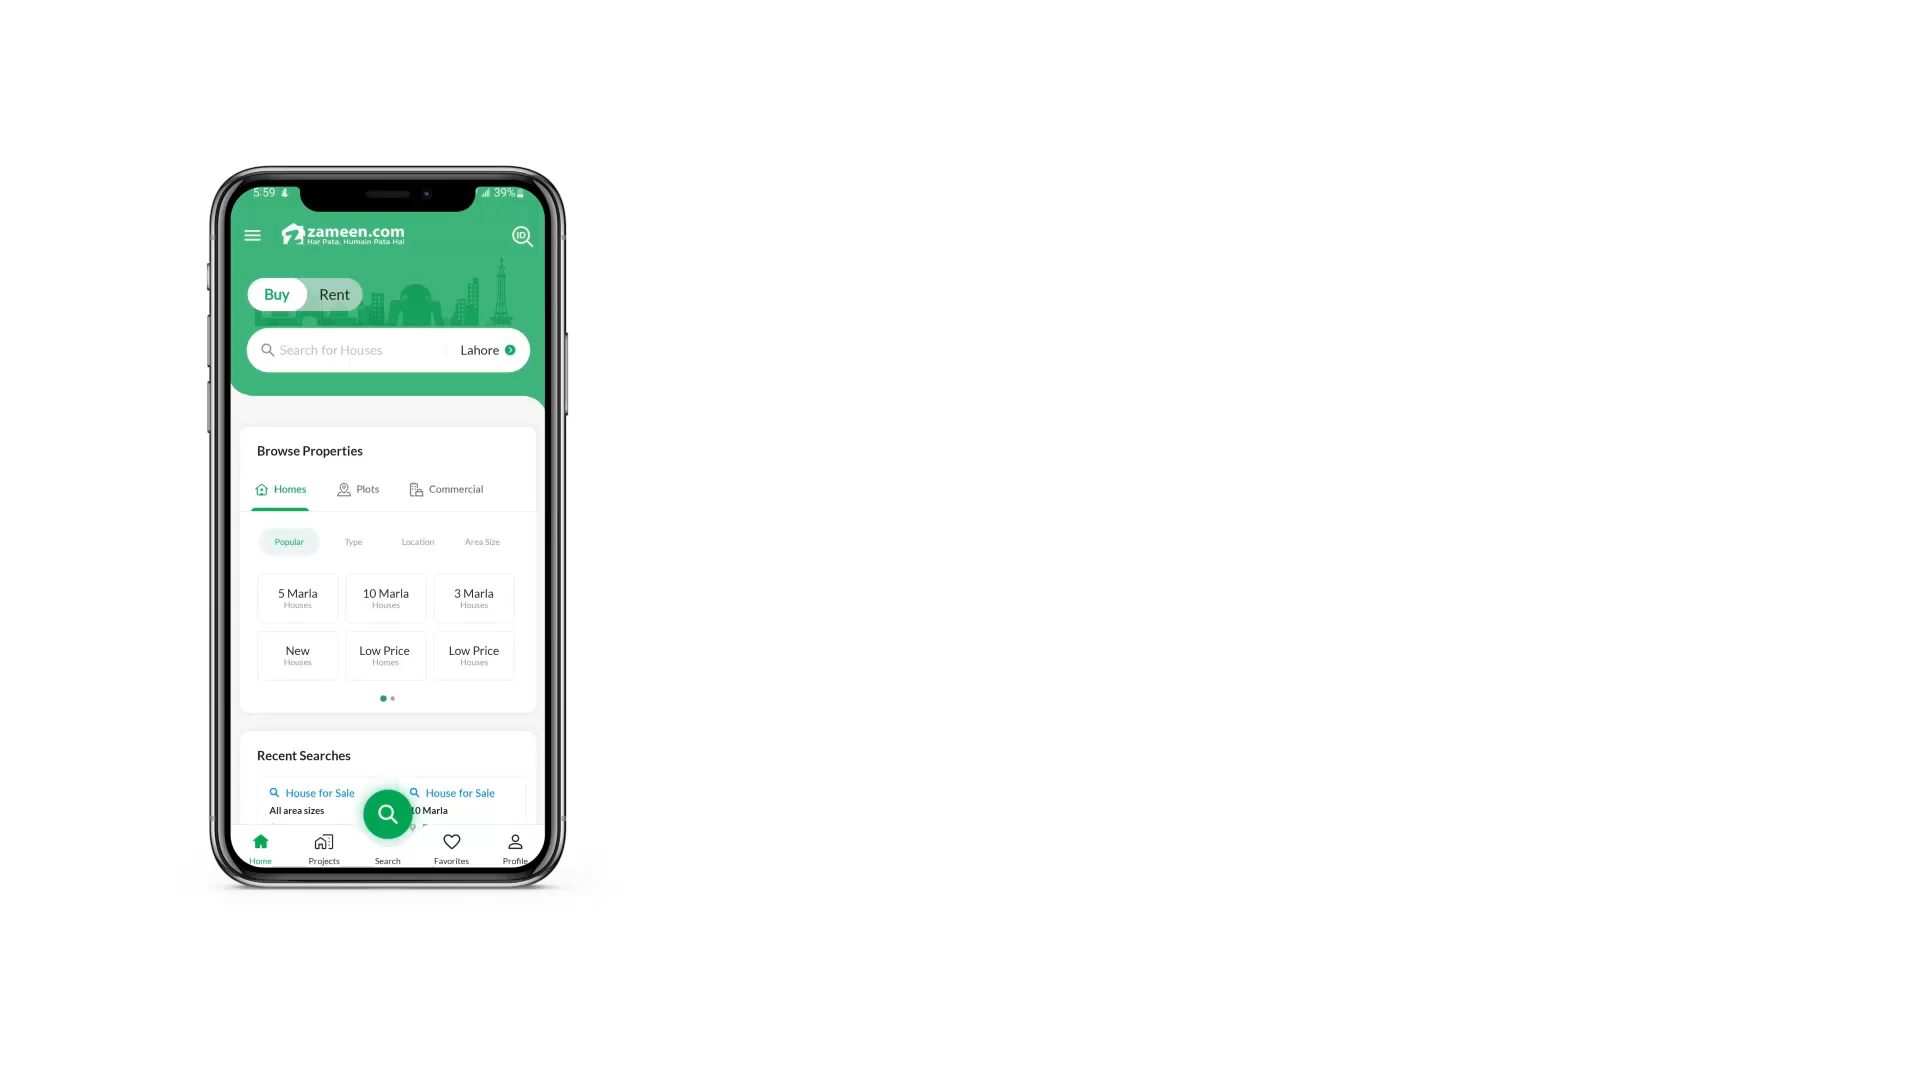 5:59
39%
zameen.com
Har Pata, Humain Pata Hai
ID
Buy Rent
Search for Houses Lahore
Browse Properties
Homes Plots Commercial
Popular Type Location Area Size
5 Marla 10 Marla 3 Marla
Houses Houses Houses
New Low Price Low Price
Houses Homes Houses
Recent Searches
House for Sale House for Sale
All area sizes 10 Marla
Home Projects Search Favorites Profile